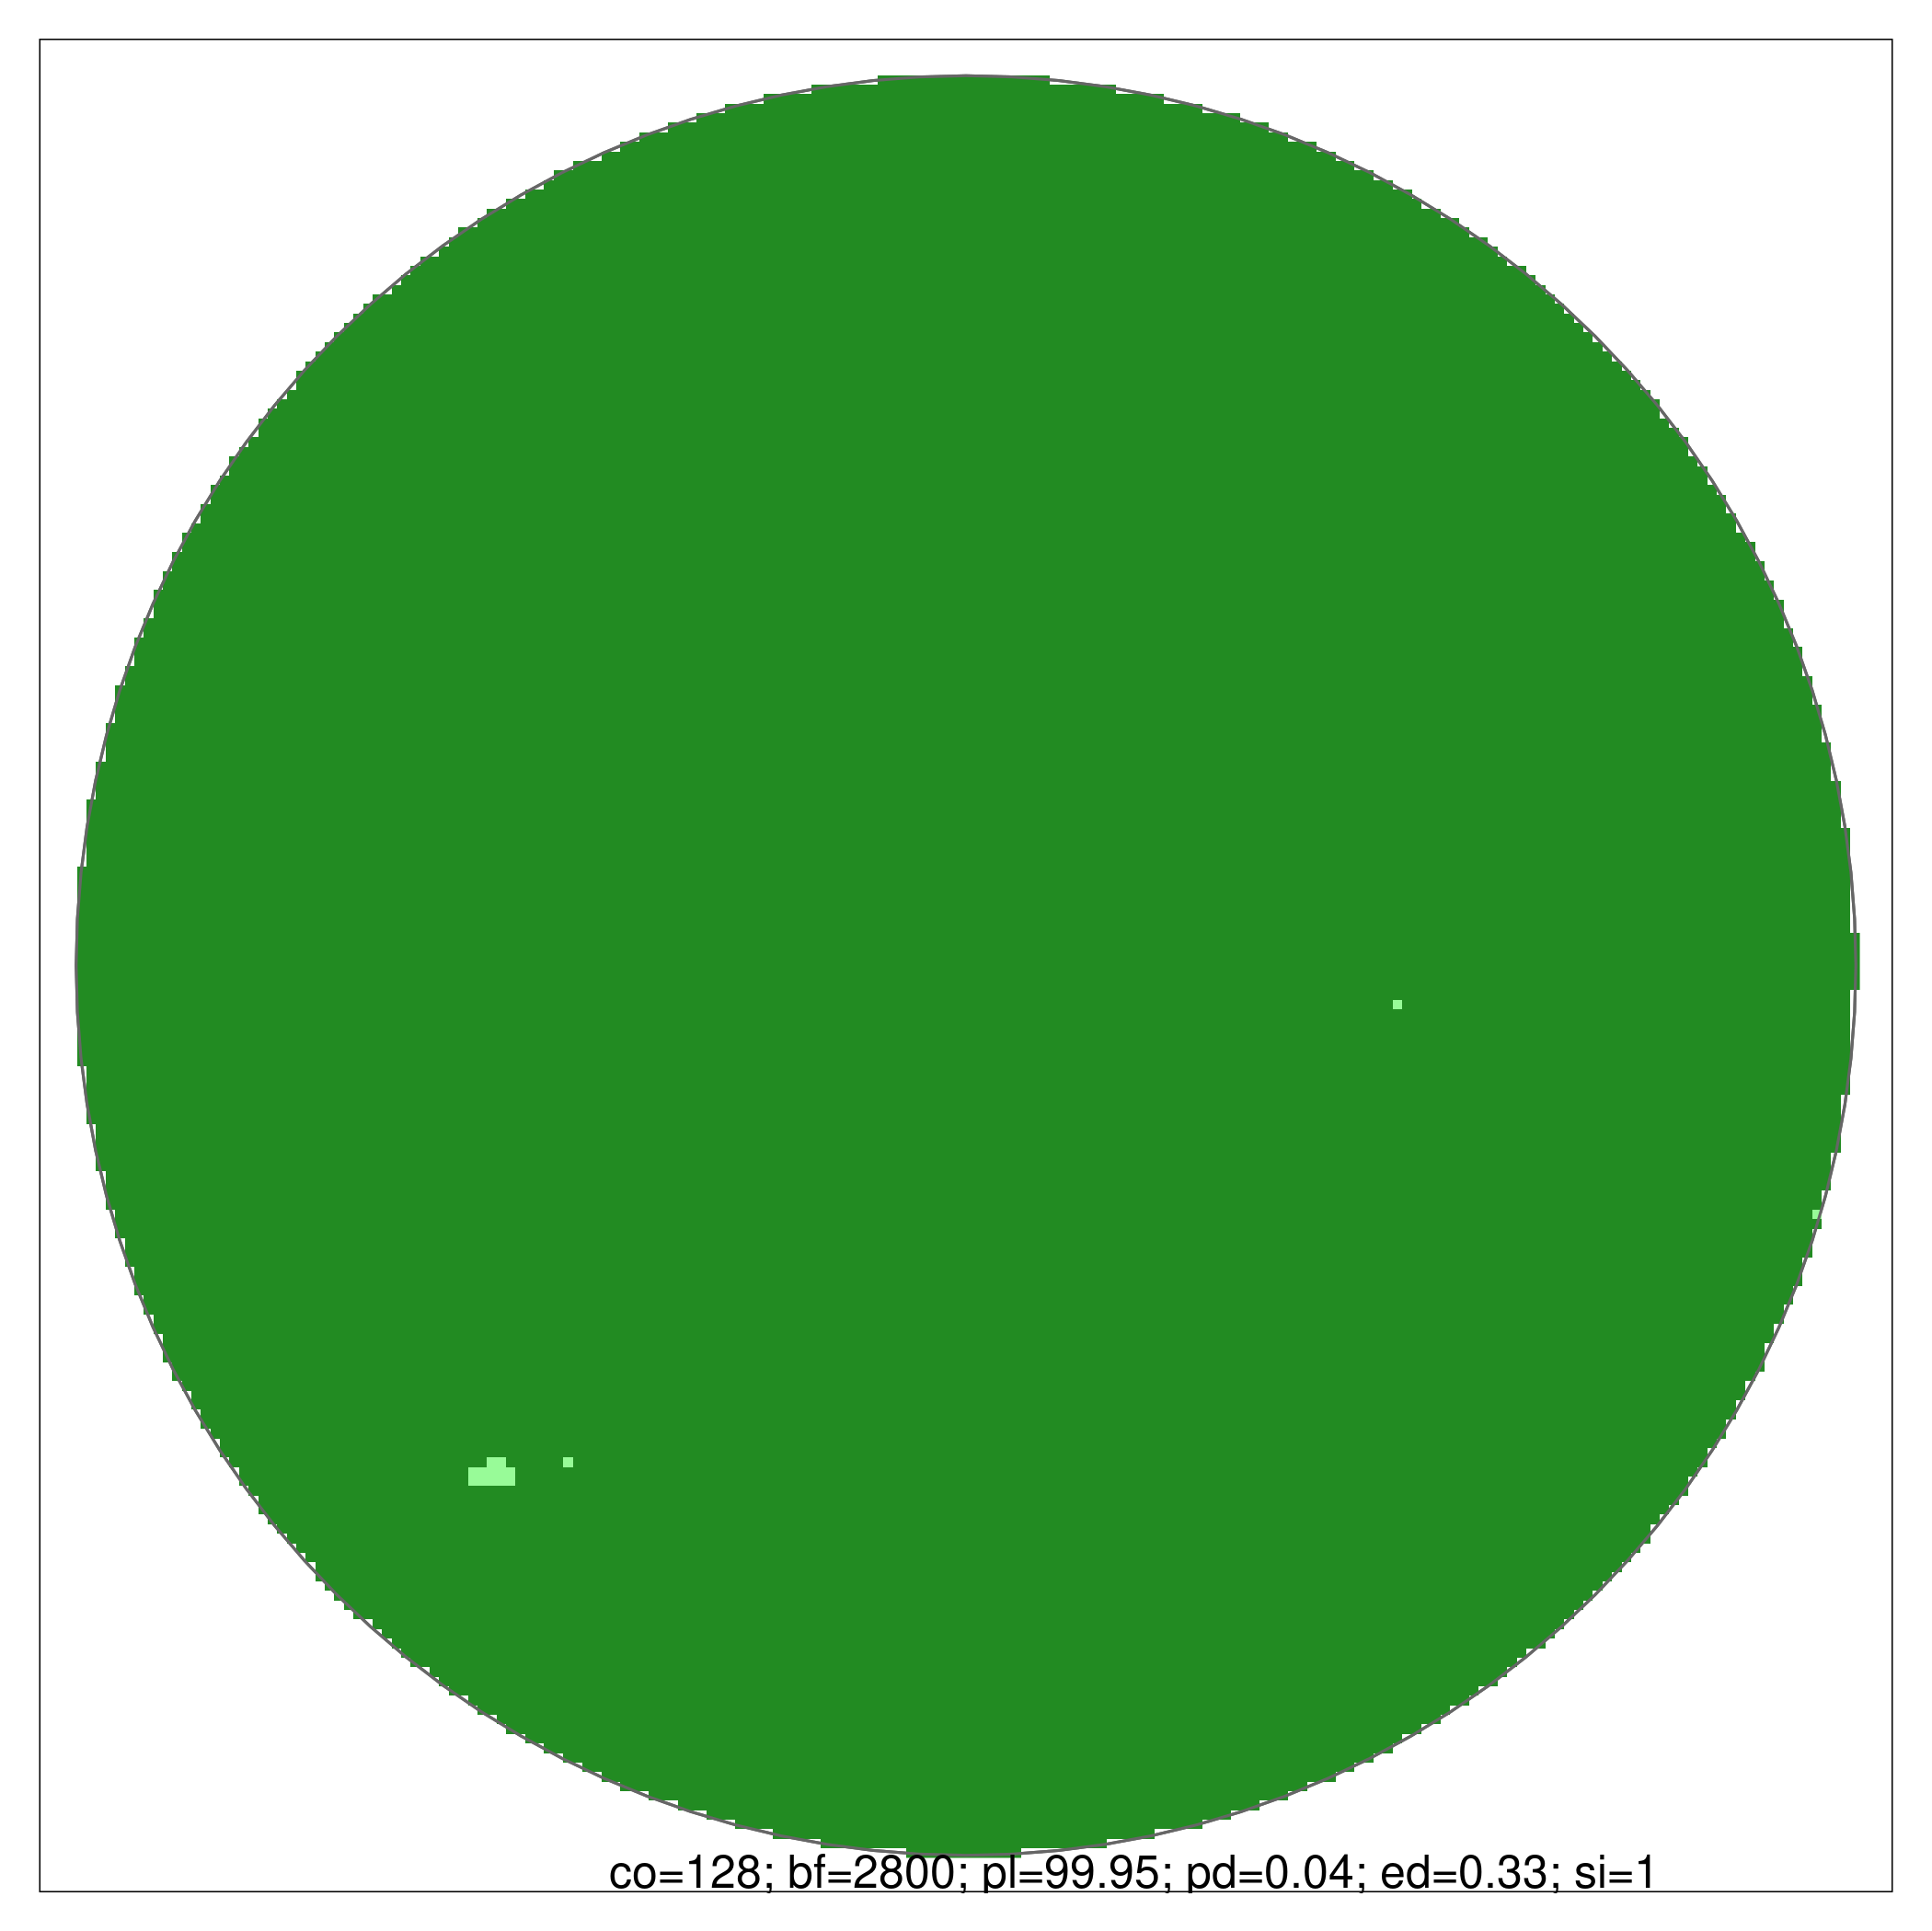 co=128; bf=2800; pl=99.95; pd=0.04; ed=0.33; si=1